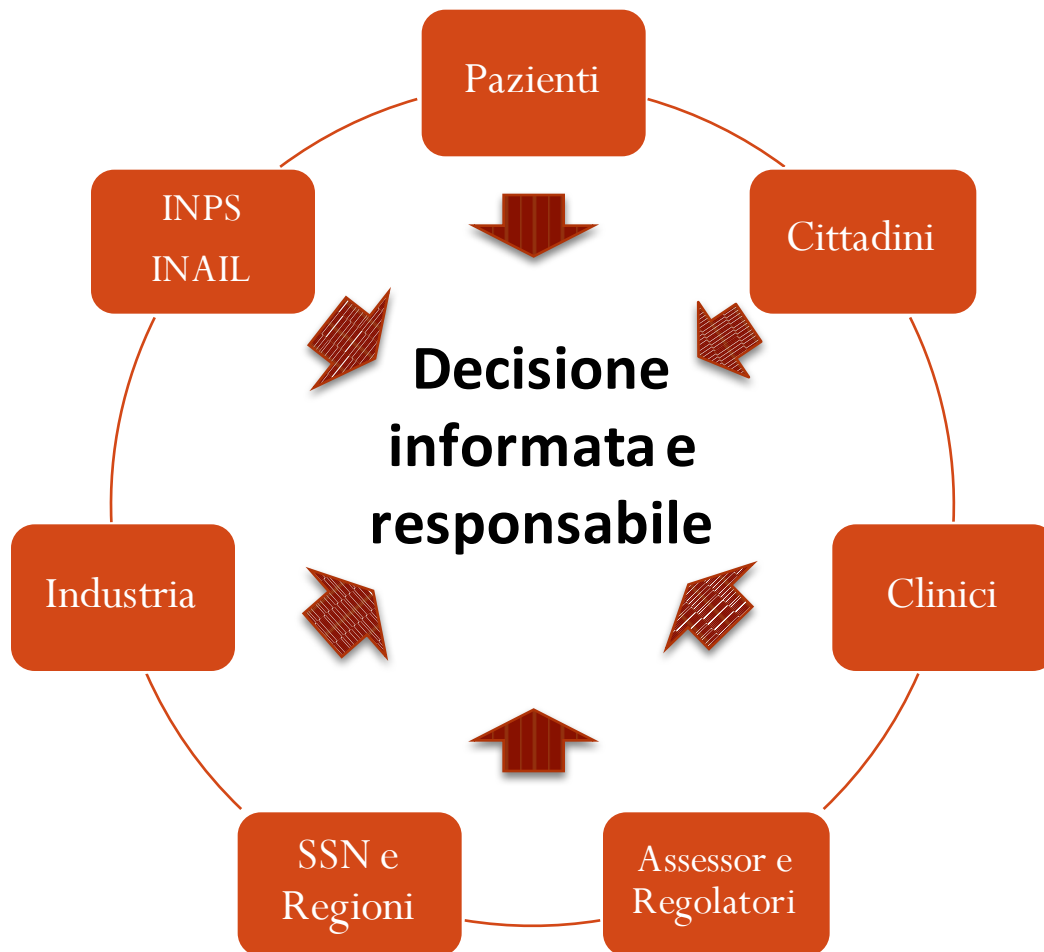 Pazienti
INPS
INAIL
Cittadini
Decisione
informata e
responsabile
Industria
Clinici
SSN e
Regioni
Assessor e
Regolatori